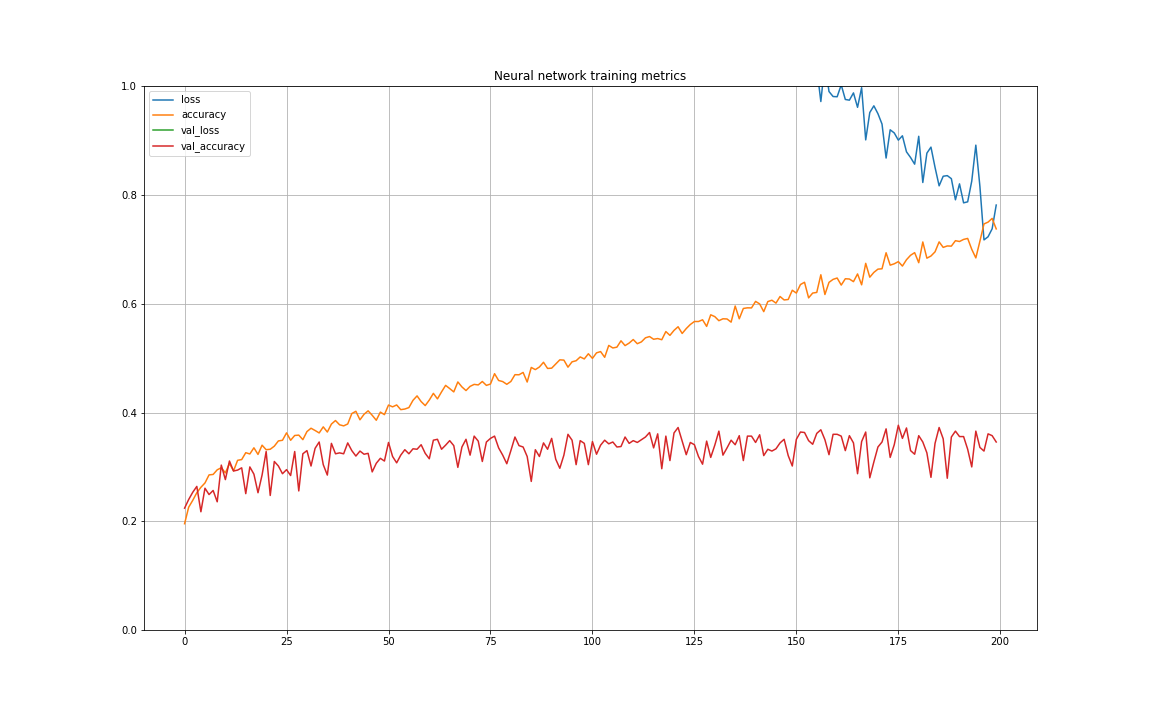 Neural network training metrics
loss
accuracy
val_loss
val_accuracy
1.0
0.8
0.6
0.4
0.2
0.0
0 25 50 75 100 125 150 175 200